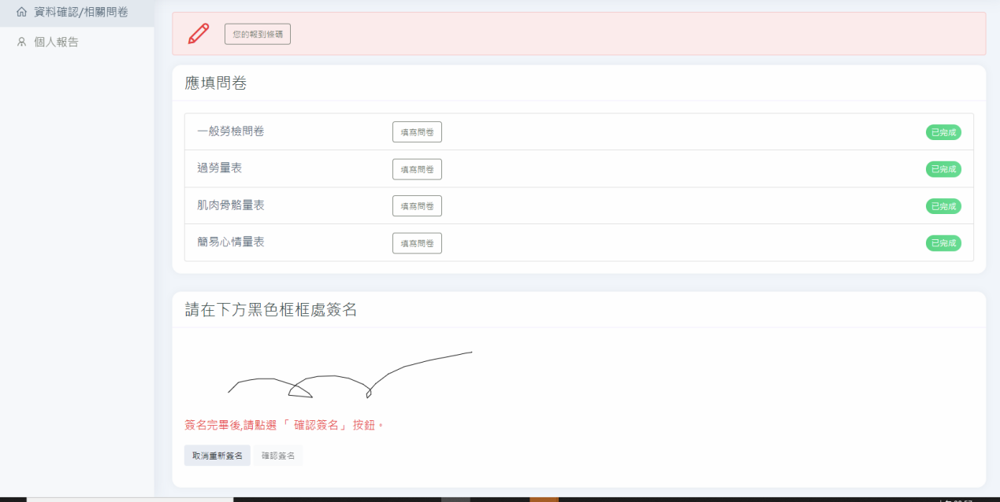 資料確認/相關問卷
個人報告
您的報到條碼
應填問卷
一般勞檢問卷 填寫問卷 已完成
過勞量表 填寫問卷 已完成
肌肉骨骼量表 填寫問卷 已完成
簡易心情量表 填寫問卷 已完成
請在下方黑色框框處簽名
簽名完畢後,請點選「 確認簽名」 按鈕。
取消重新簽名 確認簽名